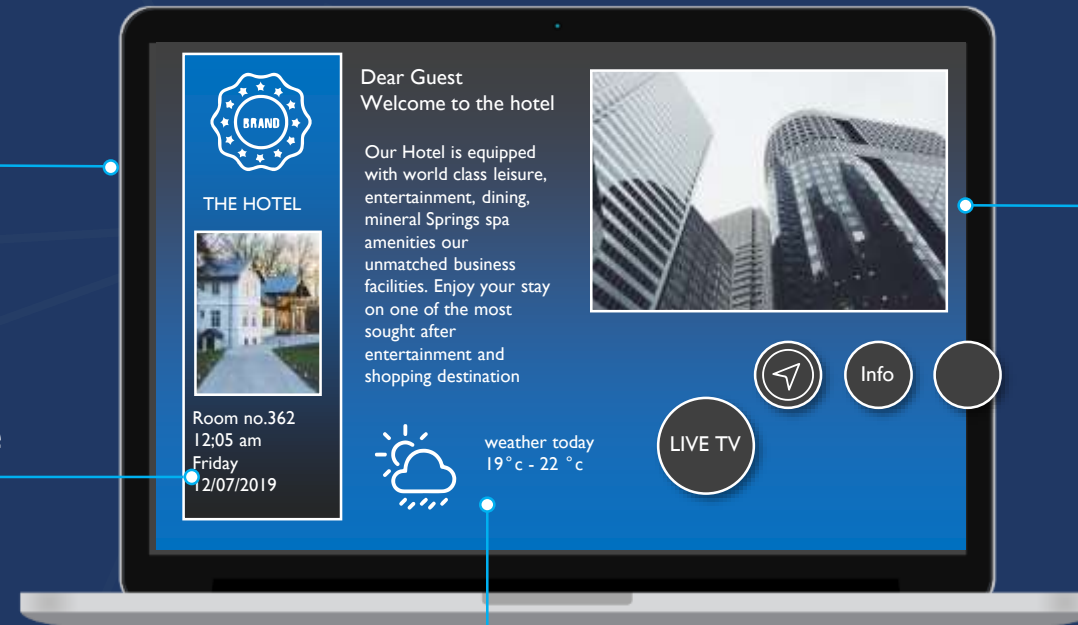 BRAND
THE HOTEL
Room no.362
12;05 am
Friday
12/07/2019
Dear Guest
Welcome to the hotel
Our Hotel is equipped
with world class leisure,
entertainment, dining,
mineral Springs spa
amenities our
unmatched business
facilities. Enjoy your stay
on one of the most
sought after
entertainment and
shopping destination
weather today
19°c - 22 °c
Info
LIVE TV